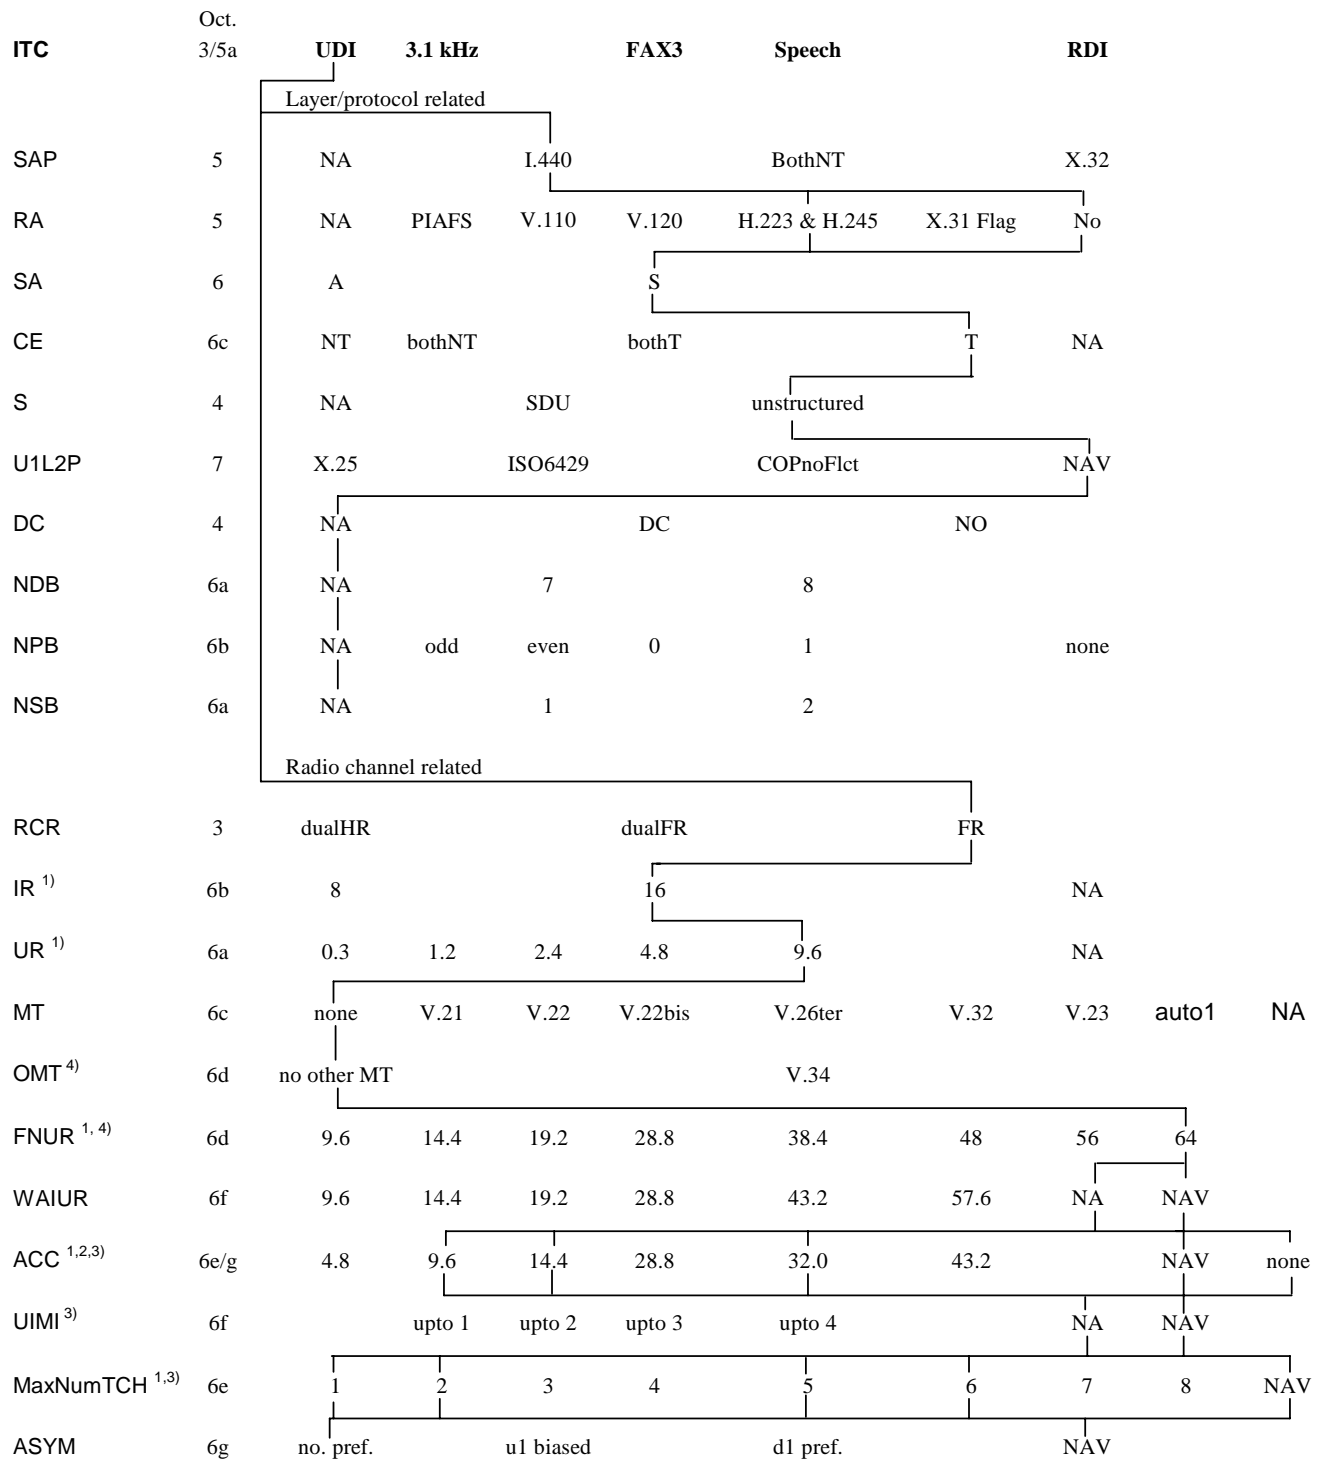 Oct.
ITC 3/5a UDI 3.1 kHz FAX3 Speech RDI
Layer/protocol related
SAP 5 NA I.440 BothNT X.32
RA 5 NA PIAFS V.110 V.120 H.223 & H.245 X.31 Flag No
SA 6 A S
CE 6c NT bothNT bothT T NA
S 4 NA SDU unstructured
U1L2P 7 X.25 ISO6429 COPnoFlct NAV
DC 4 NA DC NO
NDB 6a NA 7 8
NPB 6b NA odd even 0 1 none
NSB 6a NA 1 2
Radio channel related
RCR 3 dualHR dualFR FR
IR 1) 6b 8 16 NA
UR 1) 6a 0.3 1.2 2.4 4.8 9.6 NA
MT 6c none V.21 V.22 V.22bis V.26ter V.32 V.23 auto1 NA
OMT 4) 6d no other MT V.34
FNUR 1, 4) 6d 9.6 14.4 19.2 28.8 38.4 48 56 64
WAIUR 6f 9.6 14.4 19.2 28.8 43.2 57.6 NA NAV
ACC 1,2,3) 6e/g 4.8 9.6 14.4 28.8 32.0 43.2 NAV none
UIMI 3) 6f upto 1 upto 2 upto 3 upto 4 NA NAV
MaxNumTCH 1,3) 6e 1 2 3 4 5 6 7 8 NAV
ASYM 6g no. pref. u1 biased d1 pref. NAV